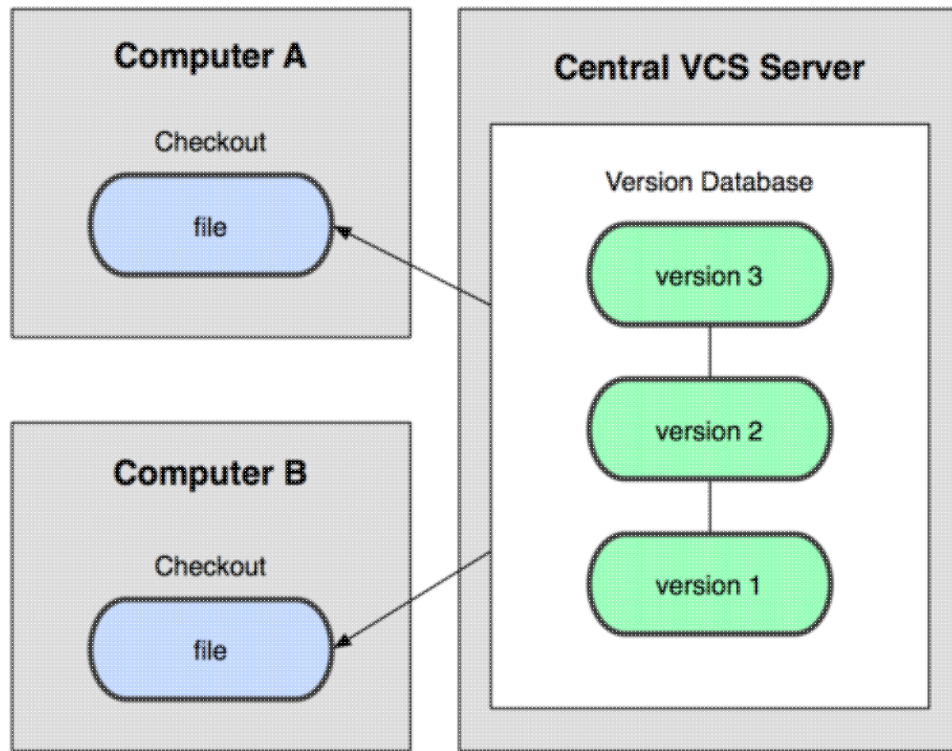 Computer A
Checkout
file
Computer B
Checkout
file
Central VCS Server
Version Database
version 3
version 2
version 1